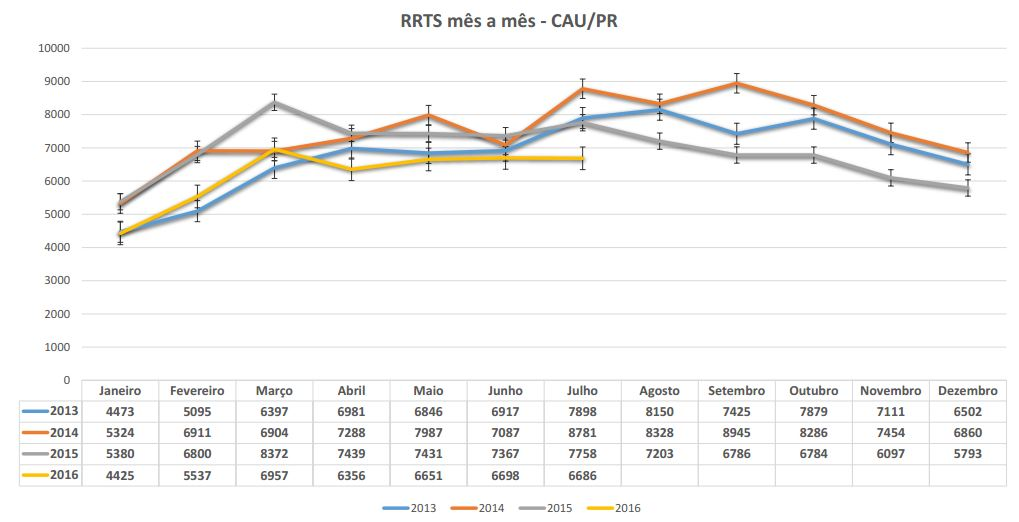 RRTS mês a mês - CAU/PR
10000
9000
8000
7000
6000
5000
4000
3000
2000
1000
0
Janeiro Fevereiro Março Abril Maio Junho Julho Agosto Setembro Outubro Novembro Dezembro
2013 4473 5095 6397 6981 6846 6917 7898 8150 7425 7879 7111 6502
2014 5324 6911 6904 7288 7987 7087 8781 8328 8945 8286 7454 6860
2015 5380 6800 8372 7439 7431 7367 7758 7203 6786 6784 6097 5793
2016 4425 5537 6957 6356 6651 6698 6686
2013 2014 2015 2016